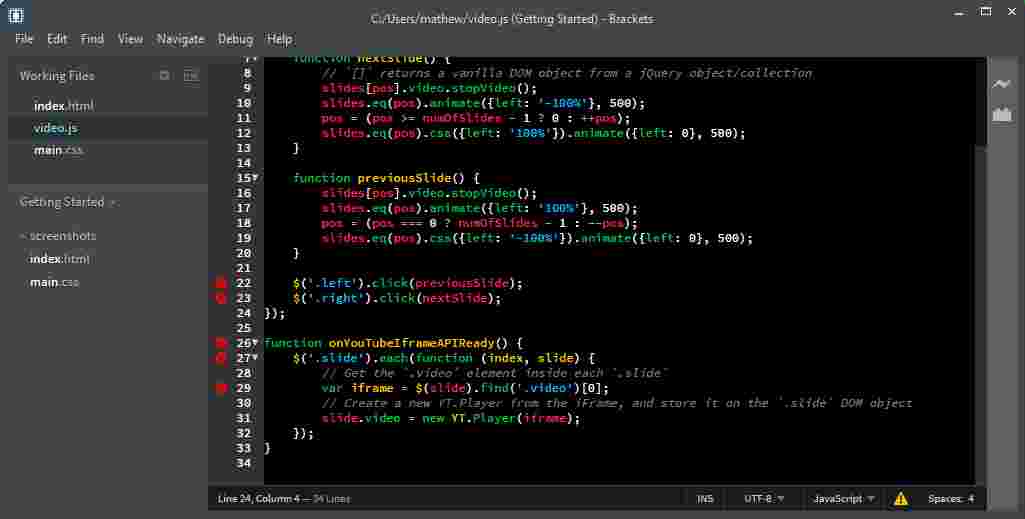 C:/Users/mathew/video.js (Getting Started) - Brackets
File Edit Find View Navigate Debug Help
Working Files
index.html
video.js
main.css
Getting Started
screenshots
index.html
main.css
7 function nextSlide() {
8 // `[]` returns a vanilla DOM object from a jQuery object/collection
9 slides[pos].video.stopVideo();
10 slides.eq(pos).animate({left: '-100%'}, 500);
11 pos = (pos >= numOfSlides - 1 ? 0 : ++pos);
12 slides.eq(pos).css({left: '100%'}).animate({left: 0}, 500);
13 }
14
15 function previousSlide() {
16 slides[pos].video.stopVideo();
17 slides.eq(pos).animate({left: '100%'}, 500);
18 pos = (pos === 0 ? numOfSlides - 1 : --pos);
19 slides.eq(pos).css({left: '-100%'}).animate({left: 0}, 500);
20 }
21
22 $('.left').click(previousSlide);
23 $('.right').click(nextSlide);
24 });
25
26 function onYouTubeIframeAPIReady() {
27 $('.slide').each(function (index, slide) {
28 // Get the `.video` element inside each `.slide`
29 var iframe = $(slide).find('.video')[0];
30 // Create a new YT.Player from the iFrame, and store it on the `.slide` DOM object
31 slide.video = new YT.Player(iframe);
32 });
33 }
34
Line 24, Column 4 — 34 Lines
INS UTF-8 JavaScript Spaces: 4